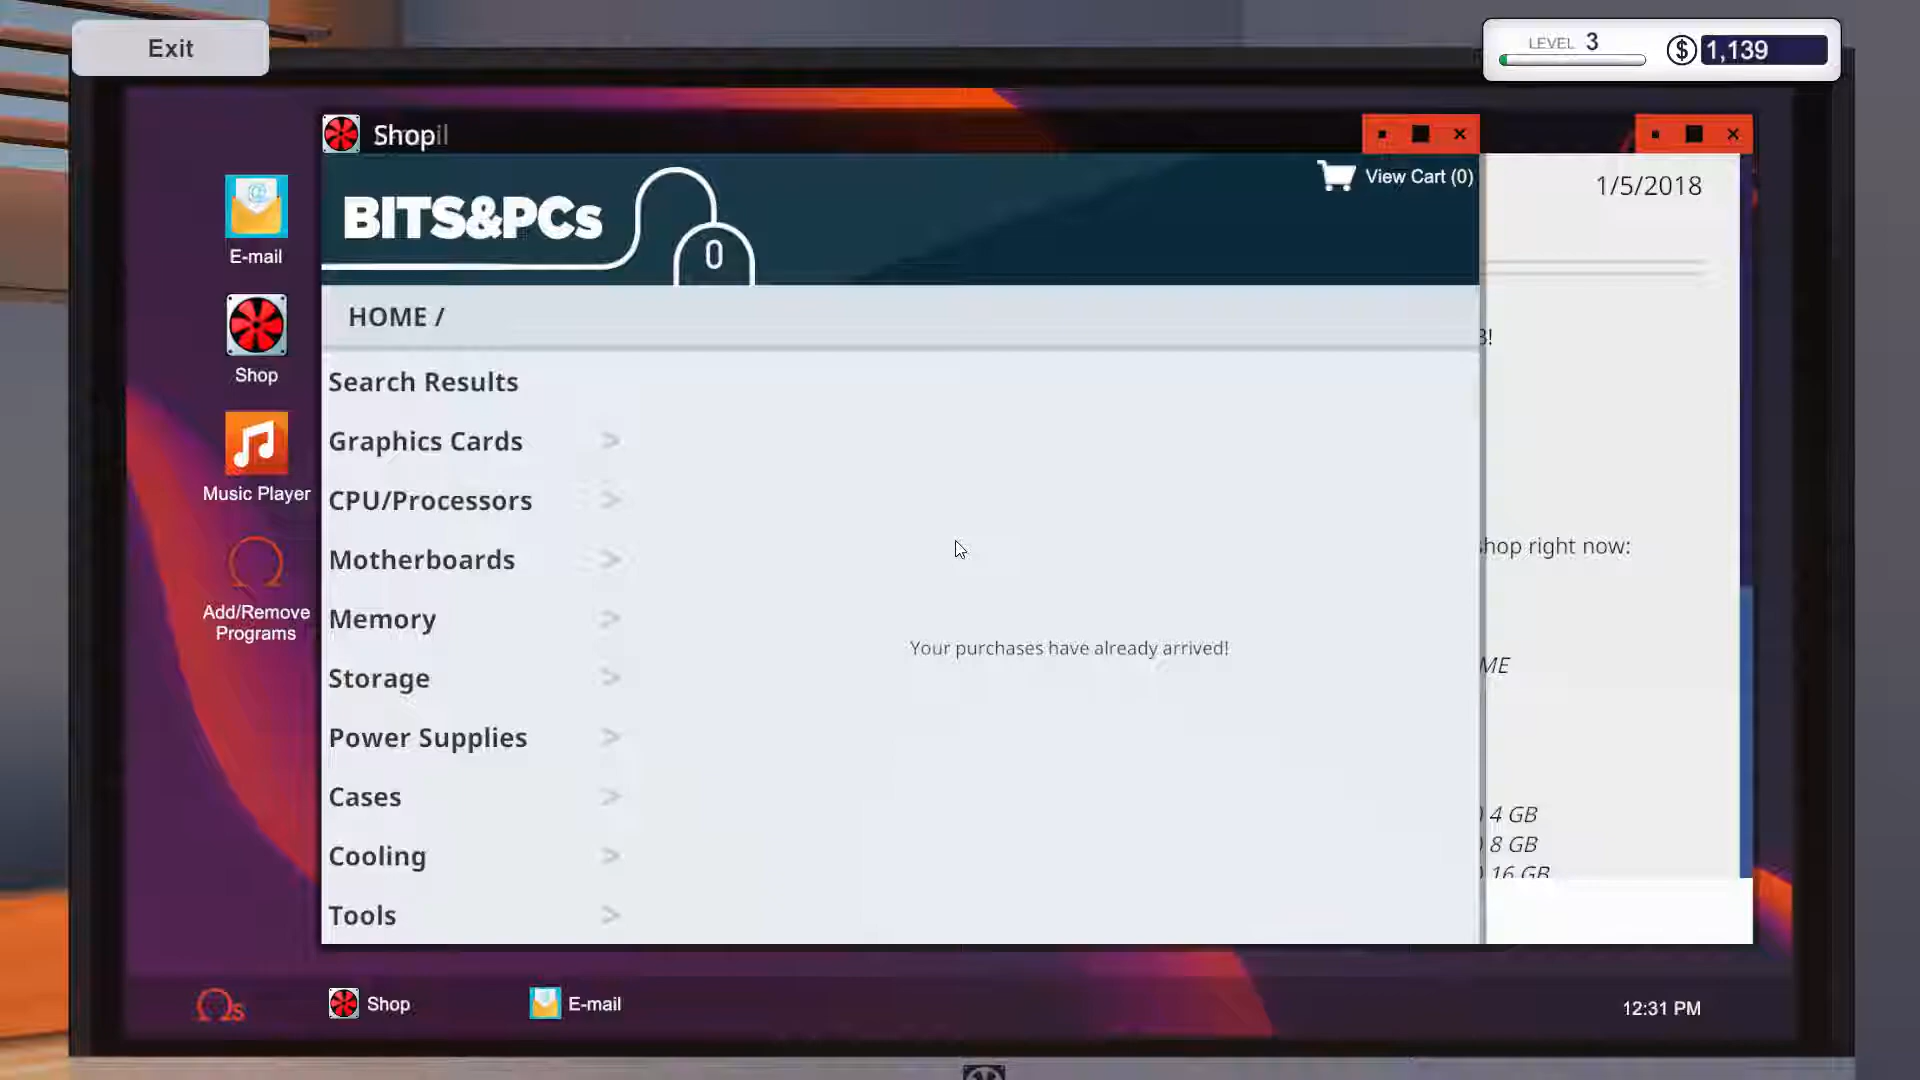 Exit
LEVEL 3
$ 1,139
Shop
BITS&PCs
View Cart (0)
1/5/2018
HOME /
Search Results
Graphics Cards >
CPU/Processors >
Motherboards >
Memory >
Storage >
Power Supplies >
Cases >
Cooling >
Tools >
Your purchases have already arrived!
E-mail
Shop
Music Player
Add/Remove
Programs
hop right now:
ME
4 GB
8 GB
16 GB
Shop
E-mail
12:31 PM